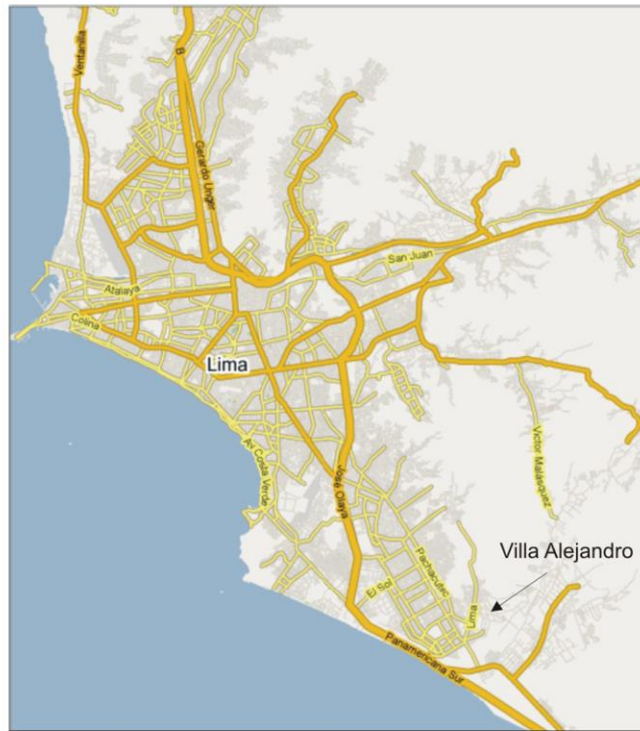 Ventanilla
B
Gerardo Unger
San Juan
Atalaya
Colina
Lima
Av Costa Verde
José Olaya
Victor Malásquez
Pachacutec
Villa Alejandro
El Sol
Lima
Panamericana Sur